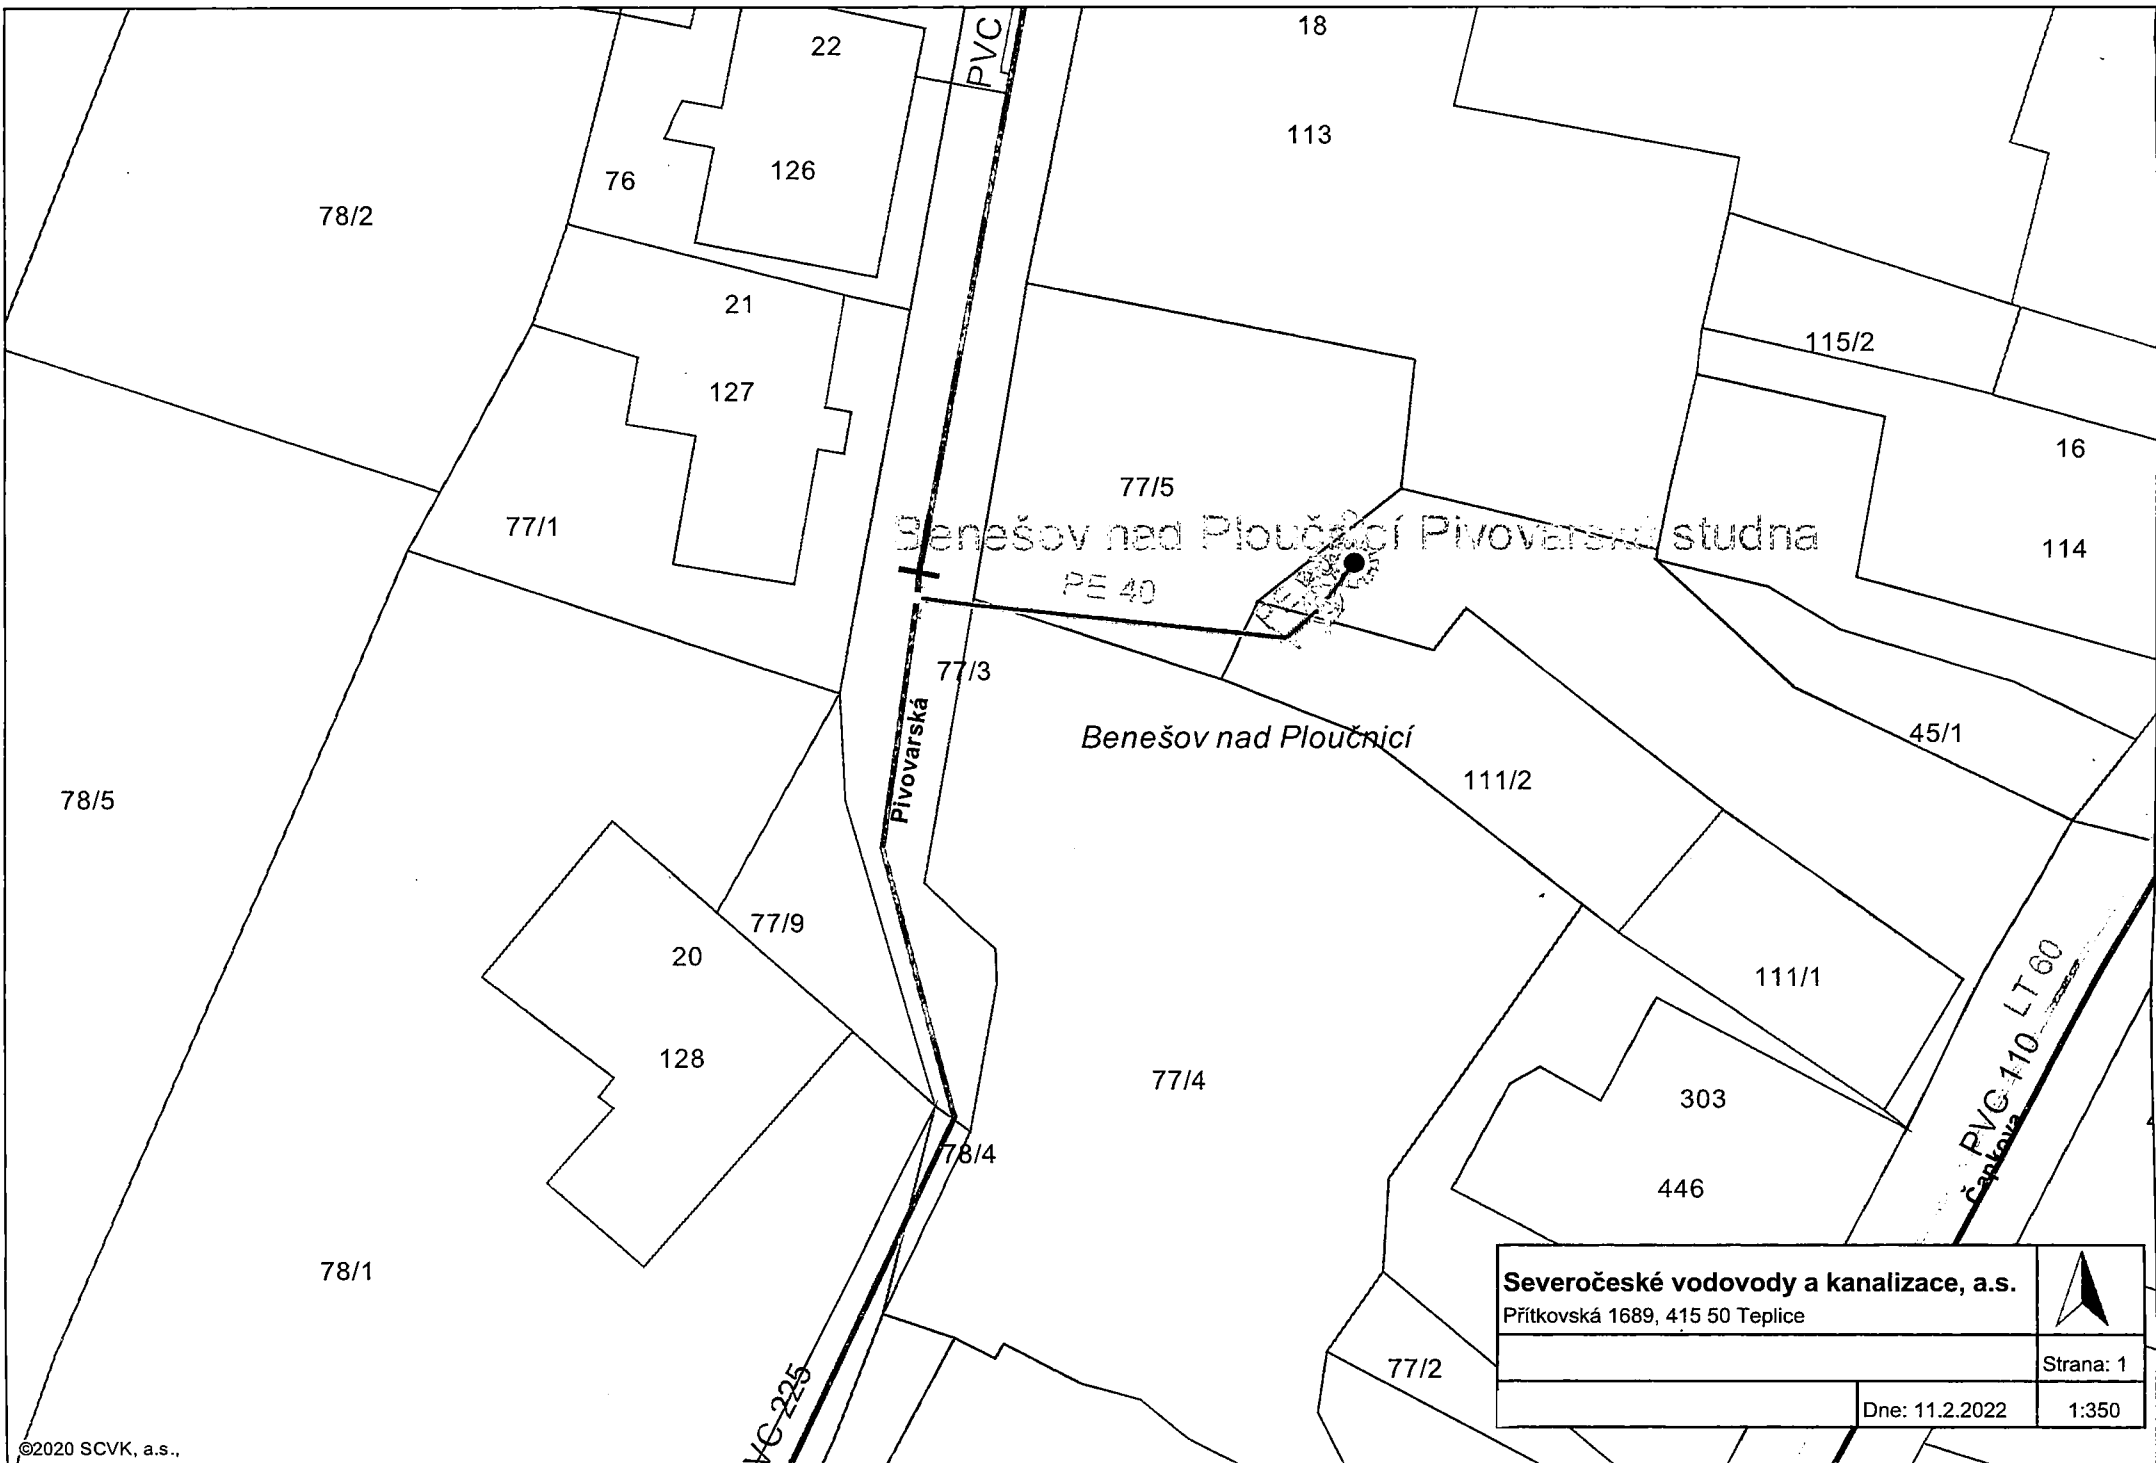 18
22
PVC
113
126
76
78/2
21
115/2
127
16
77/5
77/1
Benešov nad Ploučnicí Pivovarská studna
114
PE 40
77/3
Pivovarská
Benešov nad Ploučnicí
45/1
111/2
78/5
77/9
20
LT 60
111/1
128
77/4
303
PVC 110
Čapkova
78/4
446
78/1
Severočeské vodovody a kanalizace, a.s.
Přítkovská 1689, 415 50 Teplice
77/2
Strana: 1
VC 225
Dne: 11.2.2022
1:350
©2020 SCVK, a.s.,